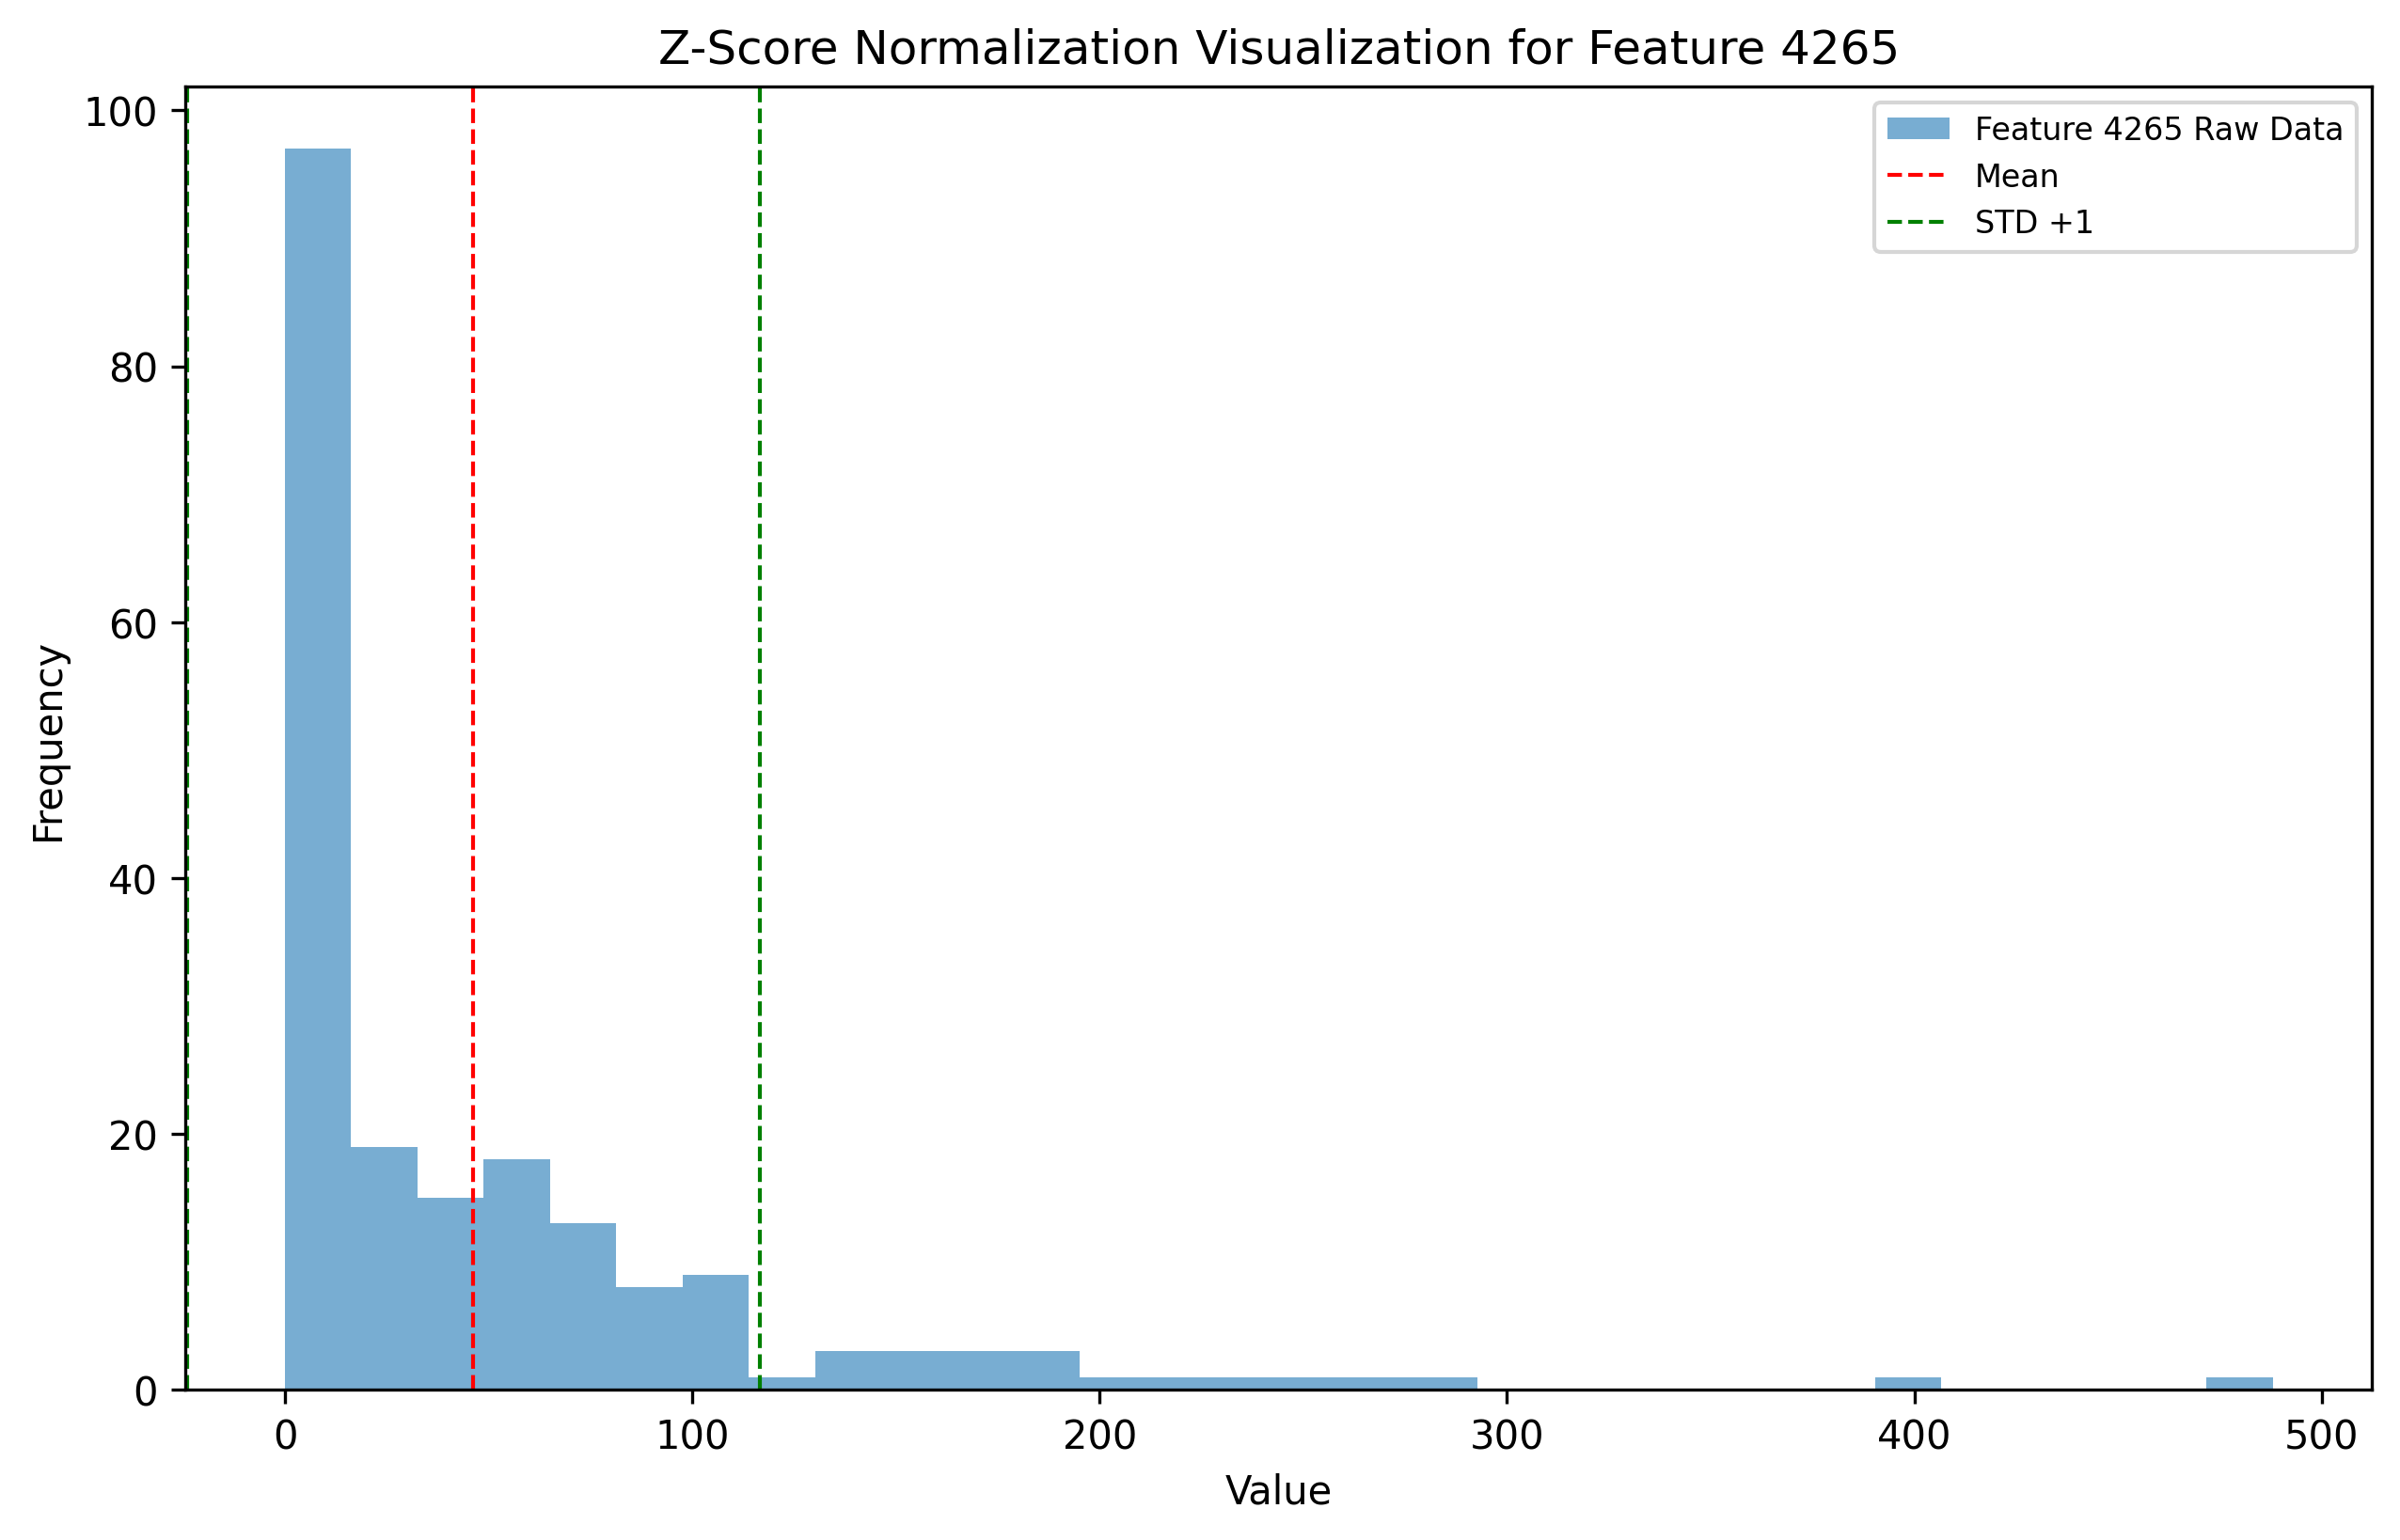 Z-Score Normalization Visualization for Feature 4265
Feature 4265 Raw Data
Mean
STD +1
100
80
60
40
20
0
Frequency
0 100 200 300 400 500
Value